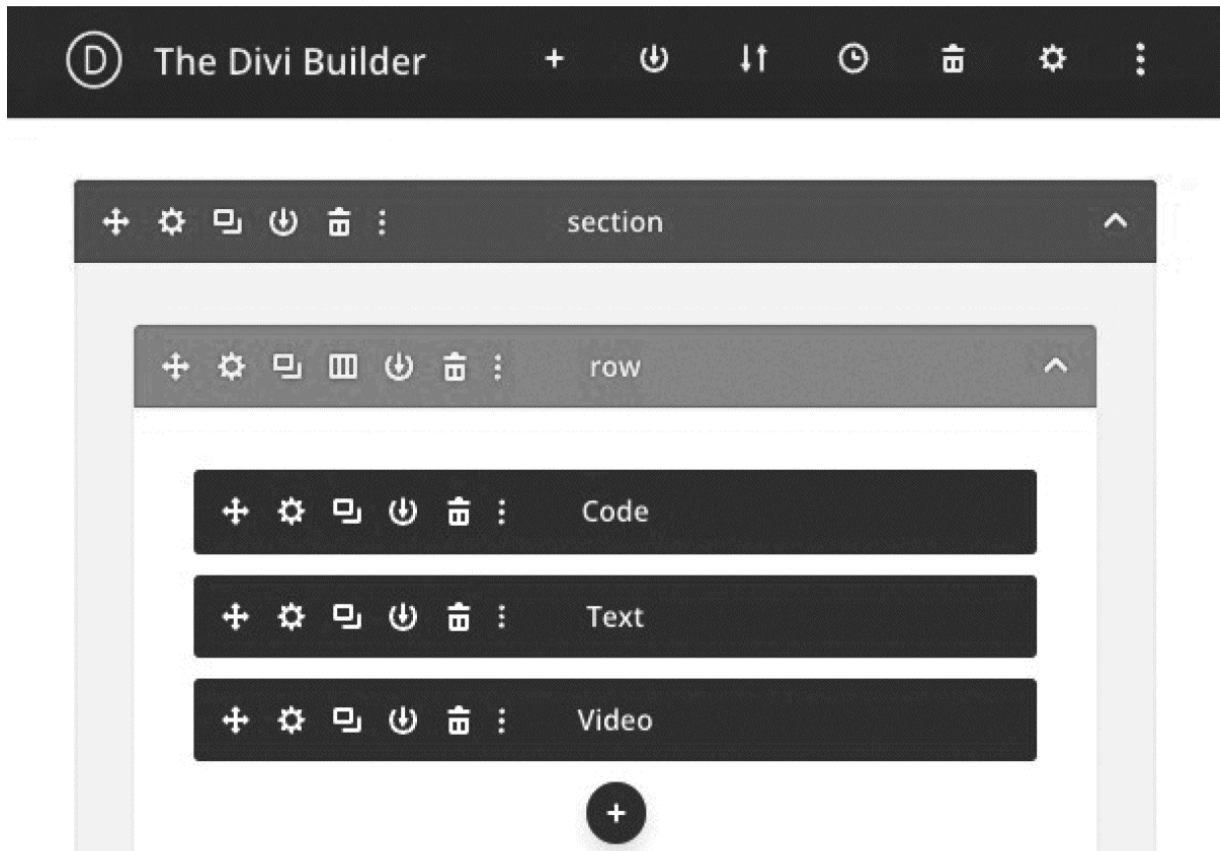 D The Divi Builder
section
row
Code
Text
Video